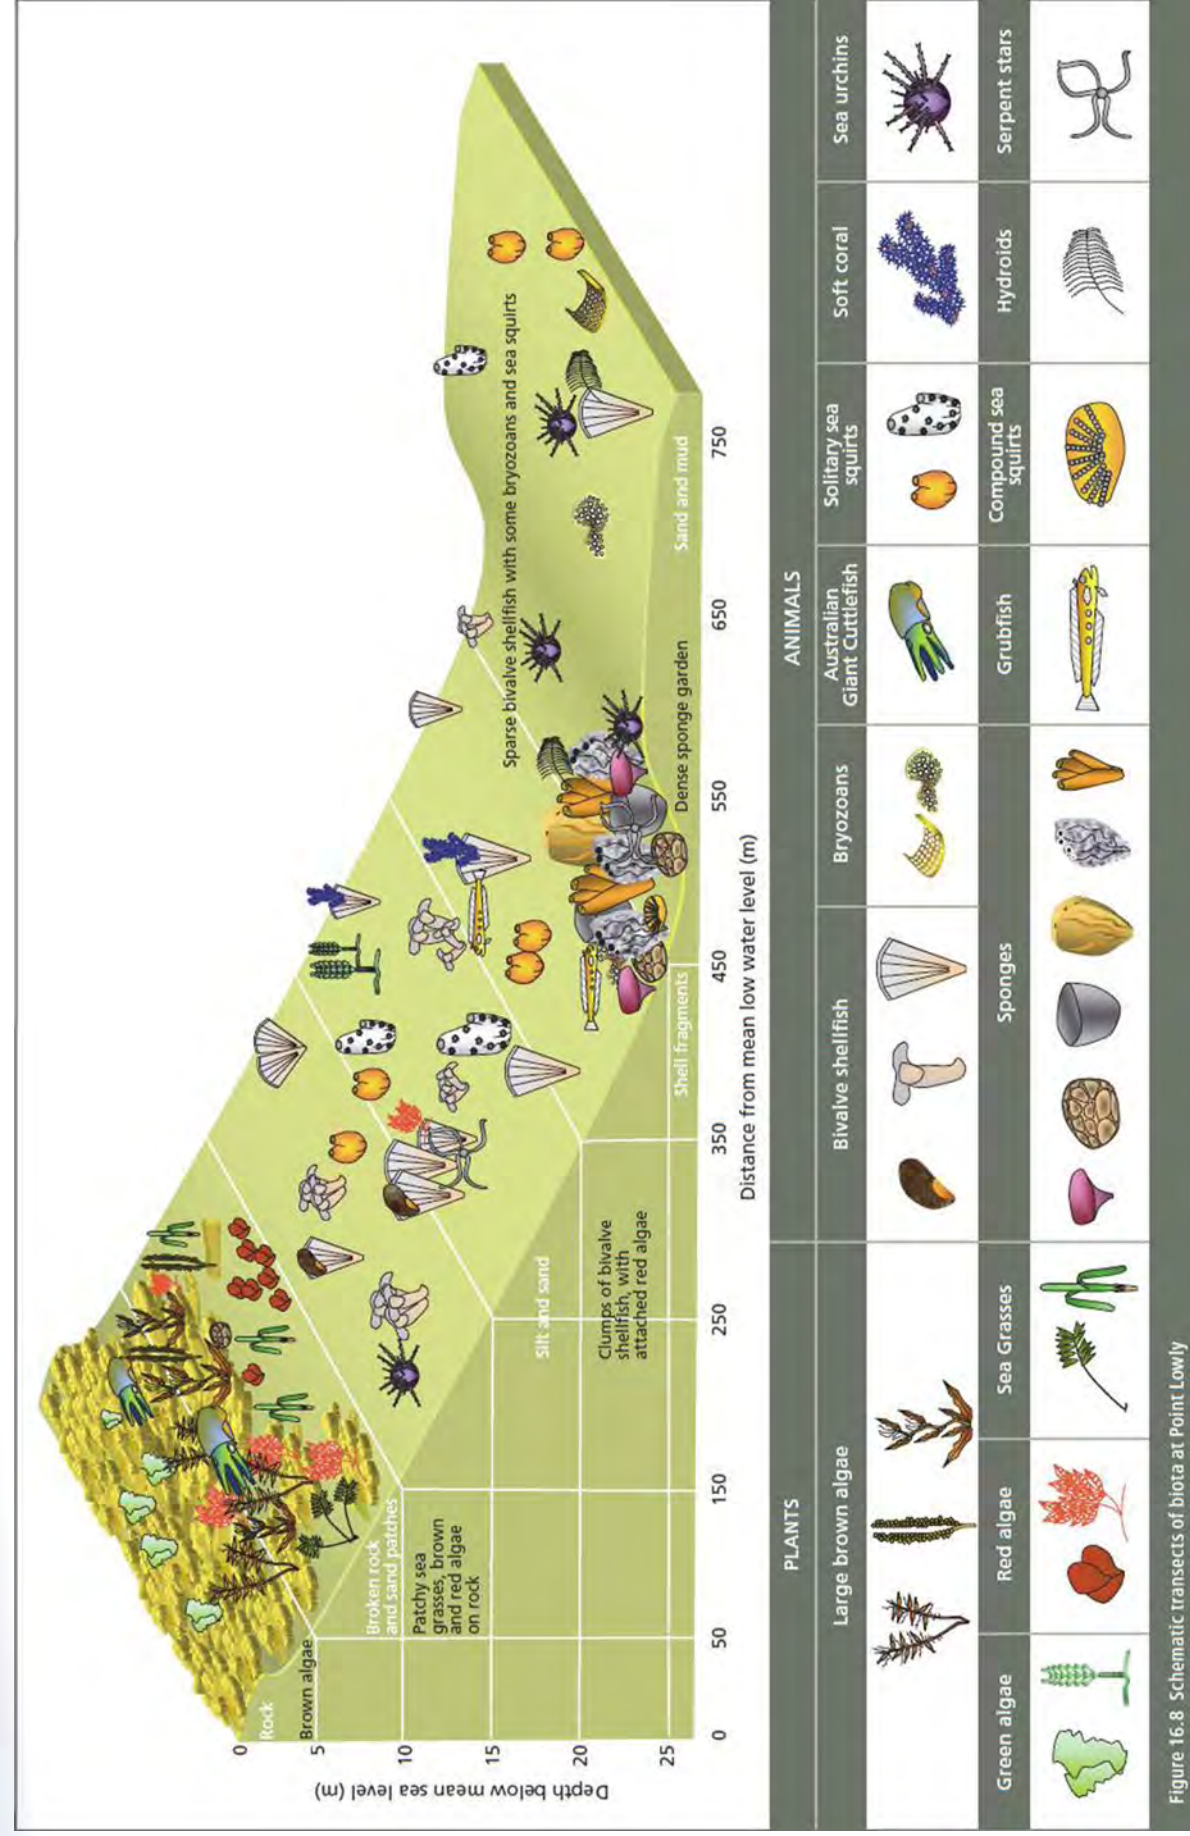 Sparse bivalve shellfish with some bryozoans and sea squirts
Rock
Brown algae
Broken rock
and sand patches
Patchy sea
grasses, brown
and red algae
on rock
Silt and sand
Clumps of bivalve
shellfish, with
attached red algae
Shell fragments
Dense sponge garden
Sand and mud
Depth below mean sea level (m)
0
5
10
15
20
25
0
50
150
250
350
450
550
650
750
Distance from mean low water level (m)
PLANTS
ANIMALS
Large brown algae
Bivalve shellfish
Bryozoans
Australian
Giant Cuttlefish
Solitary sea
squirts
Soft coral
Sea urchins
Green algae
Red algae
Sea Grasses
Sponges
Grubfish
Compound sea
squirts
Hydroids
Serpent stars
Figure 16.8 Schematic transects of biota at Point Lowly